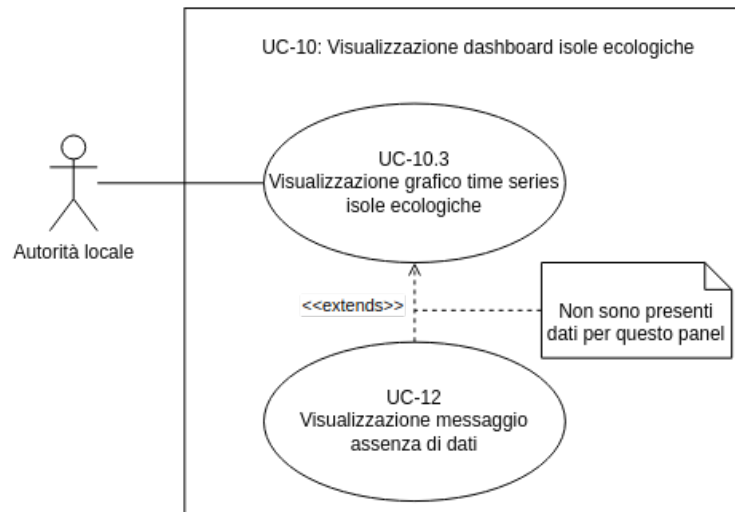 UC-10: Visualizzazione dashboard isole ecologiche
UC-10.3
Visualizzazione grafico time series
isole ecologiche
Autorità locale
<<extends>>
Non sono presenti
dati per questo panel
UC-12
Visualizzazione messaggio
assenza di dati